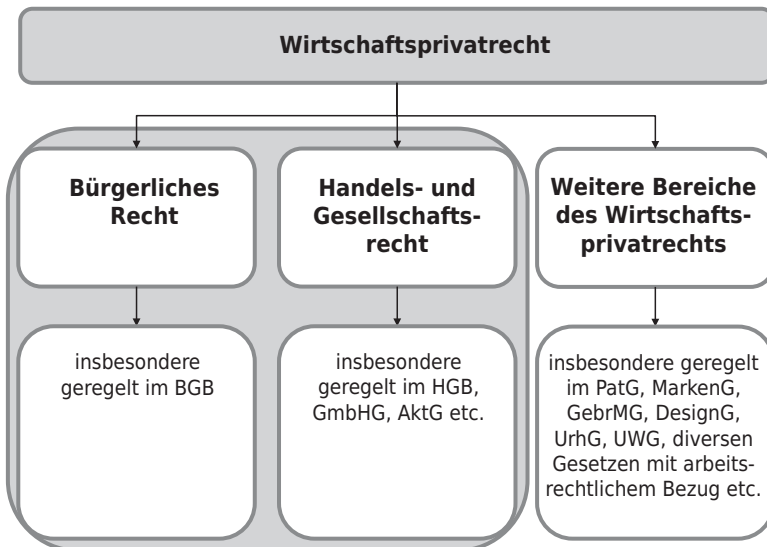 Wirtschaftsprivatrecht
Bürgerliches
Recht
Handels- und
Gesellschafts-
recht
Weitere Bereiche
des Wirtschafts-
privatrechts
insbesondere
geregelt im BGB
insbesondere
geregelt im HGB,
GmbHG, AktG etc.
insbesondere geregelt
im PatG, MarkenG,
GebrMG, DesignG,
UrhG, UWG, diversen
Gesetzen mit arbeits-
rechtlichem Bezug etc.